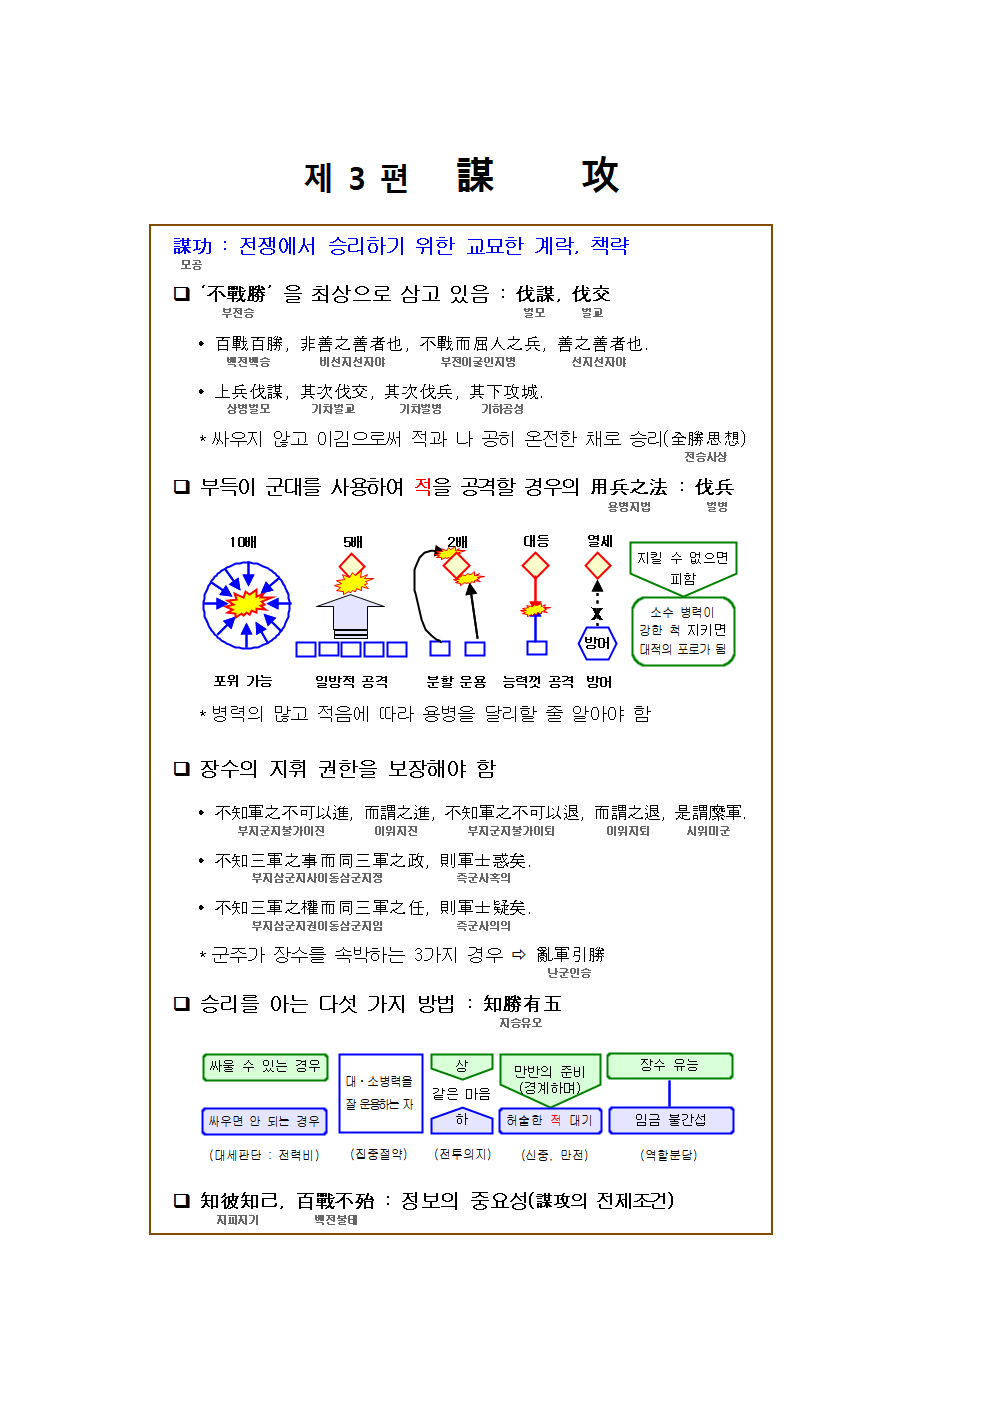 제 3 편 謀 攻
謀功 : 전쟁에서 승리하기 위한 교묘한 계락, 책략
모공
❑ '不戰勝' 을 최상으로 삼고 있음 : 伐謀, 伐交
부전승 벌모 벌교
• 百戰百勝, 非善之善者也, 不戰而屈人之兵, 善之善者也.
백전백승 비선지선자야 부전이굴인지병 선지선자야
• 上兵伐謀, 其次伐交, 其次伐兵, 其下攻城.
상병벌모 기차벌교 기차벌병 기하공성
* 싸우지 않고 이김으로써 적과 나 공히 온전한 채로 승리(全勝思想)
전승사상
❑ 부득이 군대를 사용하여 적을 공격할 경우의 用兵之法 : 伐兵
용병지법 벌병
10배 5배 2배 대등 열세
지킬 수 없으면
피함
소수 병력이
강한 척 지키면
대적의 포로가 됨
X
방어
포위 가능 일방적 공격 분할 운용 능력껏 공격 방어
* 병력의 많고 적음에 따라 용병을 달리할 줄 알아야 함
❑ 장수의 지휘 권한을 보장해야 함
• 不知軍之不可以進, 而謂之進, 不知軍之不可以退, 而謂之退, 是謂縻軍.
부지군지불가이진 이위지진 부지군지불가이퇴 이위지퇴 시위미군
• 不知三軍之事而同三軍之政, 則軍士惑矣.
부지삼군지사이동삼군지정 즉군사혹의
• 不知三軍之權而同三軍之任, 則軍士疑矣.
부지삼군지권이동삼군지임 즉군사의의
* 군주가 장수를 속박하는 3가지 경우 ⇨ 亂軍引勝
난군인승
❑ 승리를 아는 다섯 가지 방법 : 知勝有五
지승유오
싸울 수 있는 경우
싸우면 안 되는 경우
(대세판단 : 전력비)
대·소병력을
잘 운용하는 자
(집중절약)
상
같은 마음
하
(전투의지)
만반의 준비
(경계하며)
허술한 적 대기
(신중, 만전)
장수 유능
임금 불간섭
(역할분담)
❑ 知彼知己, 百戰不殆 : 정보의 중요성(謀攻의 전제조건)
지피지기 백전불태